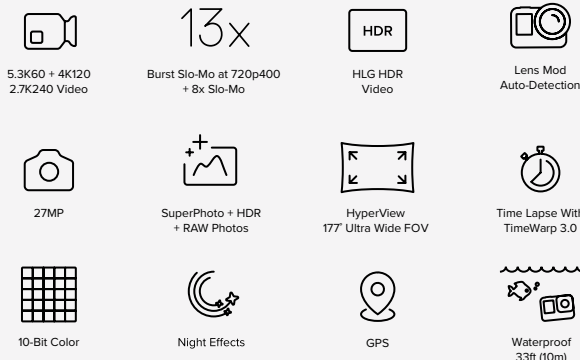 13x
HDR
5.3K60 + 4K120
2.7K240 Video
Burst Slo-Mo at 720p400
+ 8x Slo-Mo
HLG HDR
Video
Lens Mod
Auto-Detection
27MP
SuperPhoto + HDR
+ RAW Photos
HyperView
177° Ultra Wide FOV
Time Lapse With
TimeWarp 3.0
10-Bit Color
Night Effects
GPS
Waterproof
33ft (10m)